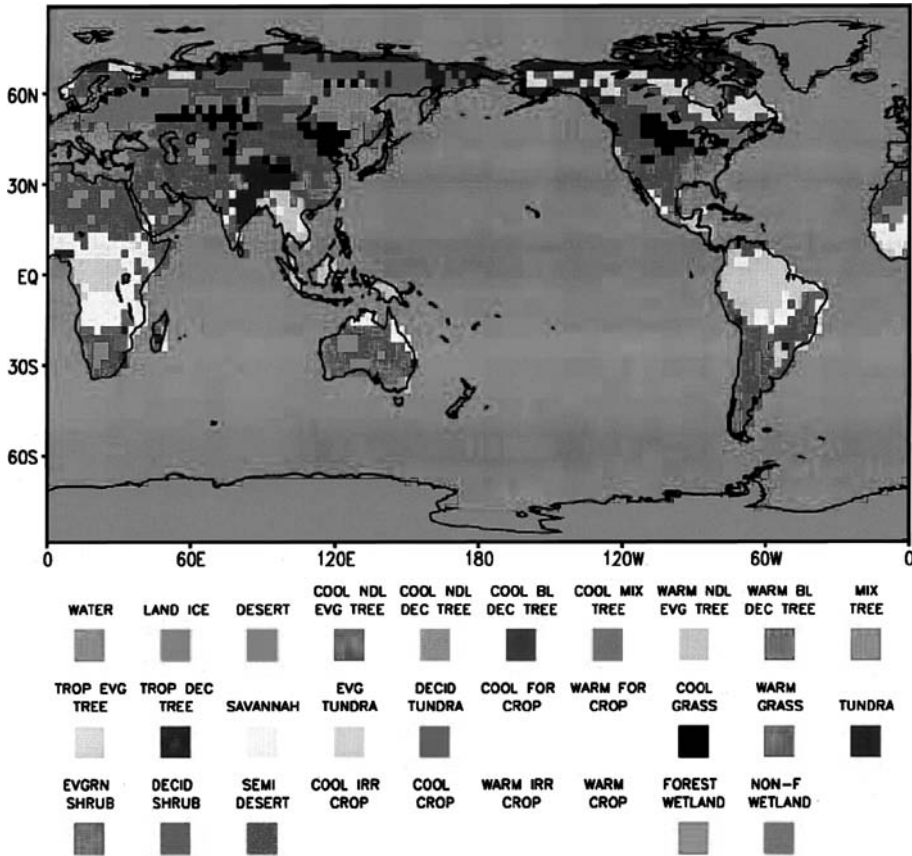 60N
30N
EQ
30S
60S
0 60E 120E 180 120W 60W 0
COOL NDL COOL NDL COOL BL COOL MIX WARM NDL WARM BL MIX
WATER LAND ICE DESERT EVG TREE DEC TREE DEC TREE TREE EVG TREE DEC TREE TREE
TROP EVG TROP DEC EVG DECID COOL FOR WARM FOR COOL WARM
TREE TREE SAVANNAH TUNDRA TUNDRA CROP CROP GRASS GRASS TUNDRA
EVGRN DECID SEMI COOL IRR COOL WARM IRR WARM FOREST NON-F
SHRUB SHRUB DESERT CROP CROP CROP CROP WETLAND WETLAND